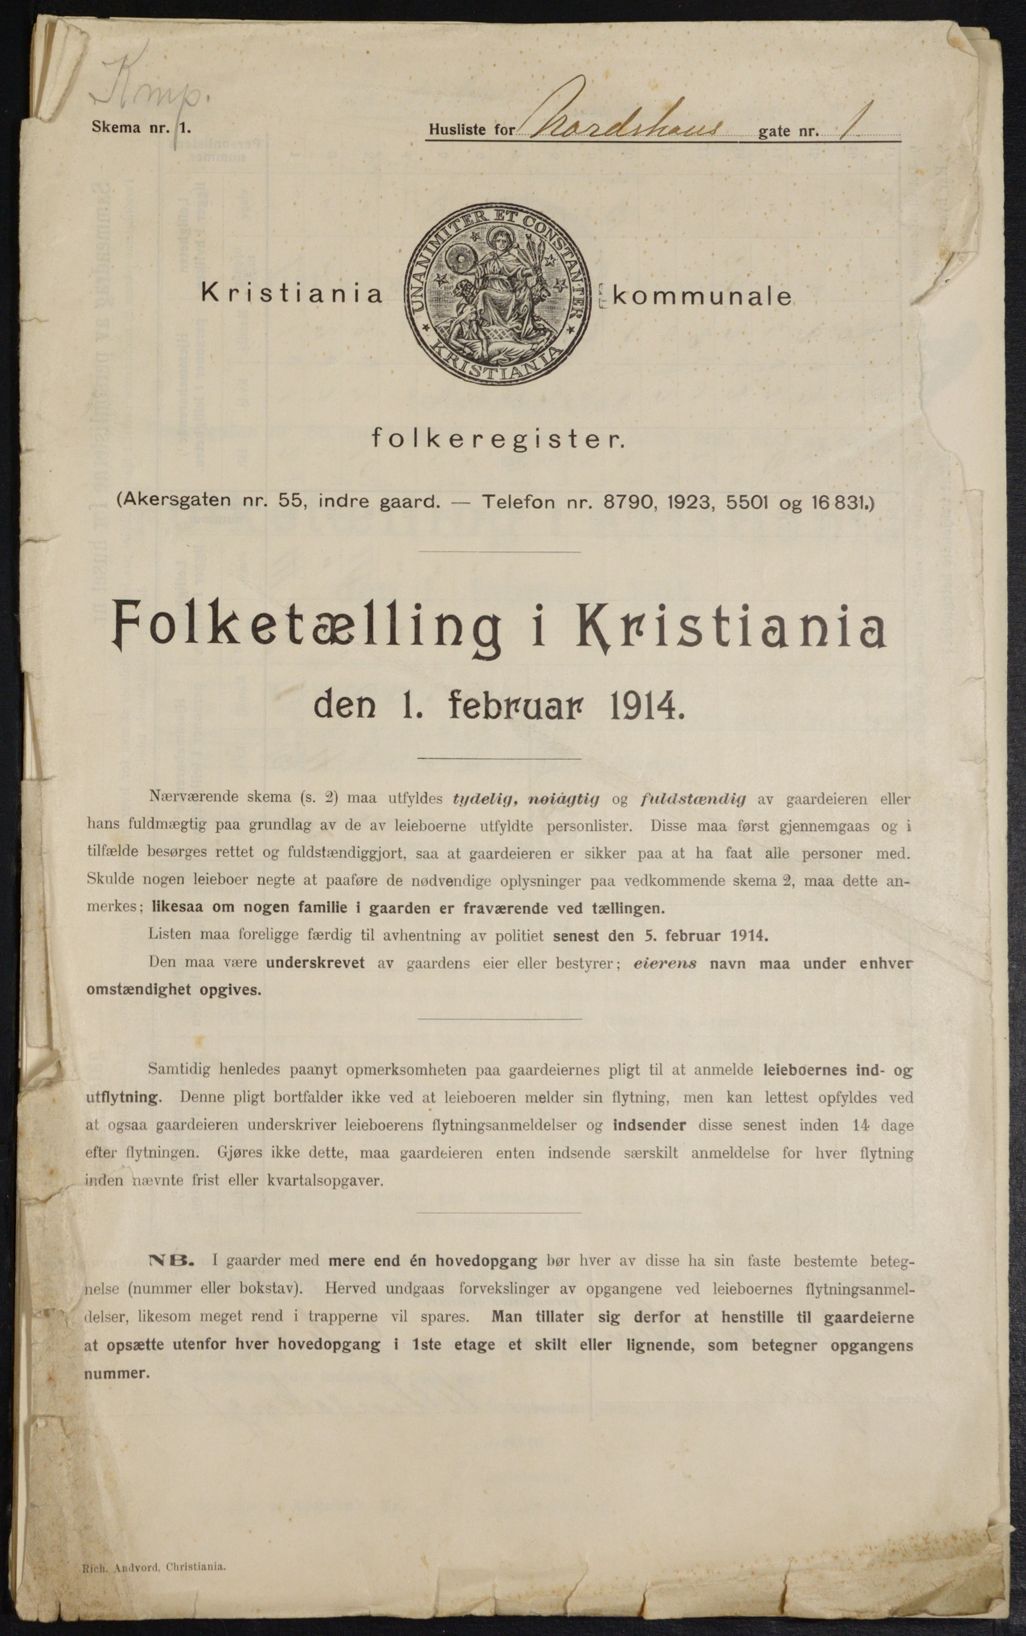 Kmp.
Skema nr. 1.
Husliste for Nordahls gate nr. 1
UNANIMITER ET CONSTANTER
KRISTIANIA
Kristiania kommunale
folkeregister.
(Akersgaten nr. 55, indre gaard. — Telefon nr. 8790, 1923, 5501 og 16 831.)
Folketælling i Kristiania
den 1. februar 1914.
Nærværende skema (s. 2) maa utfyldes tydelig, nøiagtig og fuldstændig av gaardeieren eller
hans fuldmægtig paa grundlag av de av leieboerne utfyldte personlister. Disse maa først gjennemgaas og i
tilfælde besørges rettet og fuldstændiggjort, saa at gaardeieren er sikker paa at ha faat alle personer med.
Skulde nogen leieboer negte at paaføre de nødvendige oplysninger paa vedkommende skema 2, maa dette an-
merkes; likesaa om nogen familie i gaarden er fraværende ved tællingen.
Listen maa foreligge færdig til avhentning av politiet senest den 5. februar 1914.
Den maa være underskrevet av gaardens eier eller bestyrer; eierens navn maa under enhver
omstændighet opgives.
Samtidig henledes paanyt opmerksomheten paa gaardeiernes pligt til at anmelde leieboernes ind- og
utflytning. Denne pligt bortfalder ikke ved at leieboeren melder sin flytning, men kan lettest opfyldes ved
at ogsaa gaardeieren underskriver leieboerens flytningsanmeldelser og indsender disse senest inden 14 dage
efter flytningen. Gjøres ikke dette, maa gaardeieren enten indsende særskilt anmeldelse for hver flytning
inden nævnte frist eller kvartalsopgaver.
NB. I gaarder med mere end én hovedopgang bør hver av disse ha sin faste bestemte beteg-
nelse (nummer eller bokstav). Herved undgaas forvekslinger av opgangene ved leieboernes flytningsanmel-
delser, likesom meget rend i trapperne vil spares. Man tillater sig derfor at henstille til gaardeierne
at opsætte utenfor hver hovedopgang i 1ste etage et skilt eller lignende, som betegner opgangens
nummer.
Rich. Andvord, Christiania.